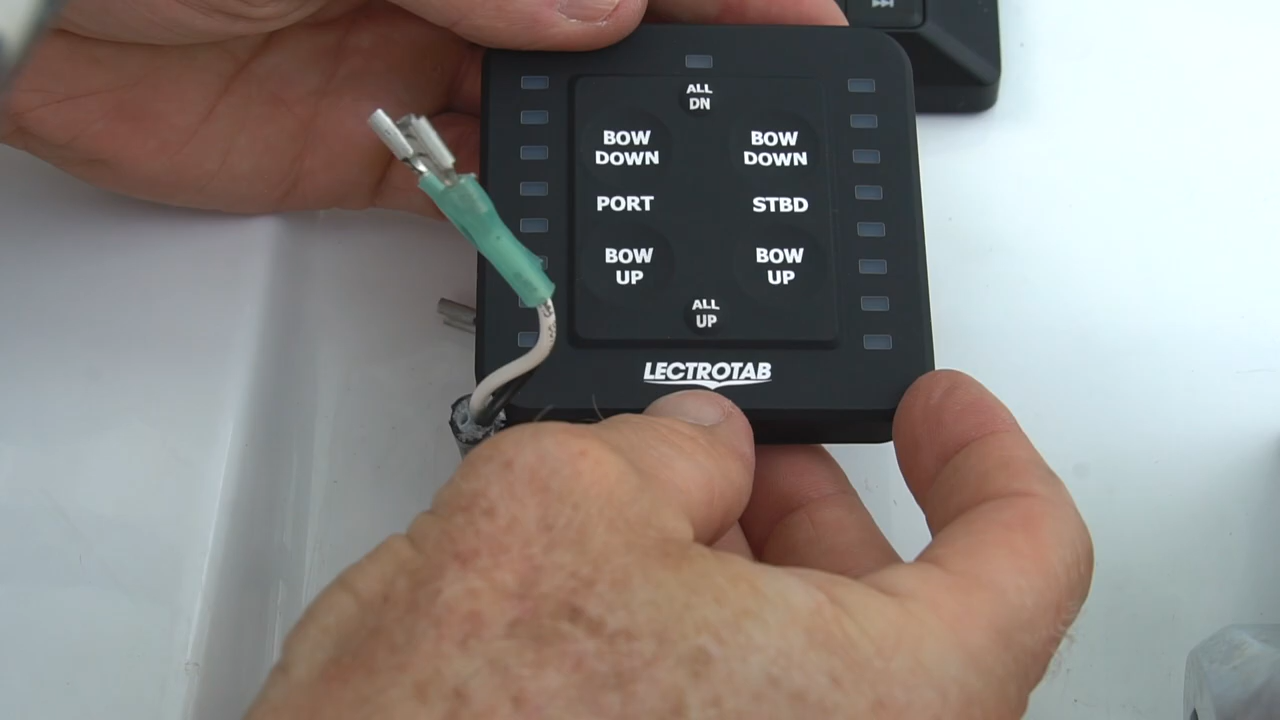 ALL
DN
BOW
DOWN
BOW
DOWN
PORT
STBD
BOW
UP
BOW
UP
ALL
UP
LECTROTAB